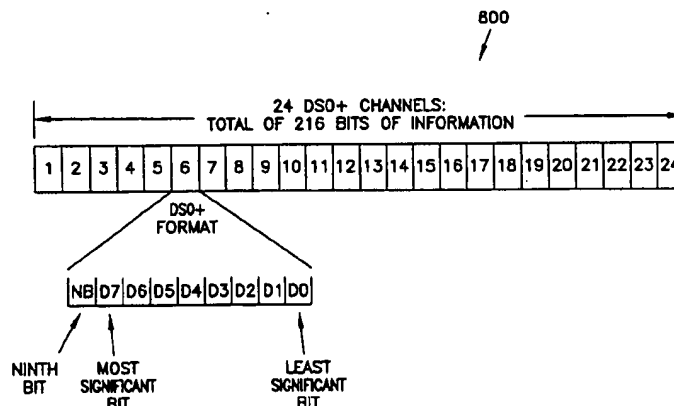 800
24 DS0+ CHANNELS:
TOTAL OF 216 BITS OF INFORMATION
1 2 3 4 5 6 7 8 9 10 11 12 13 14 15 16 17 18 19 20 21 22 23 24
DS0+
FORMAT
NB D7 D6 D5 D4 D3 D2 D1 D0
NINTH
BIT
MOST
SIGNIFICANT
BIT
LEAST
SIGNIFICANT
BIT